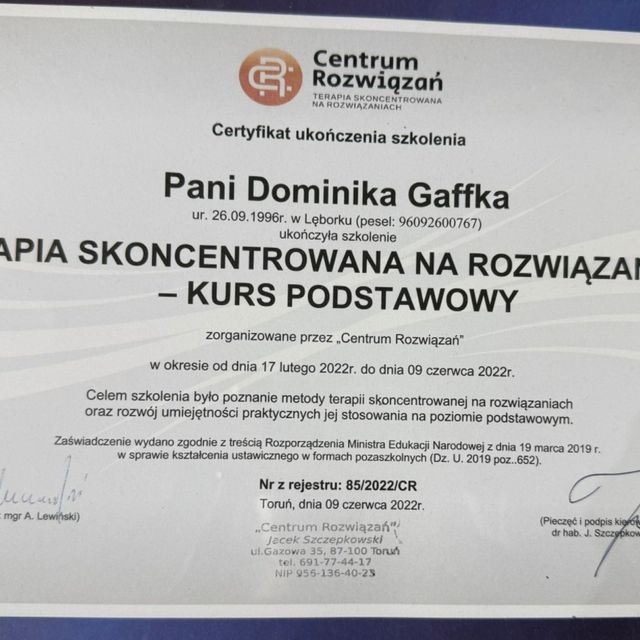 Centrum
Rozwiązań
TERAPIA SKONCENTROWANA
NA ROZWIĄZANIACH
Certyfikat ukończenia szkolenia
Pani Dominika Gaffka
ur. 26.09.1996r. w Lęborku (pesel: 96092600767)
ukończyła szkolenie
APIA SKONCENTROWANA NA ROZWIĄZAN
– KURS PODSTAWOWY
zorganizowane przez „Centrum Rozwiązań”
w okresie od dnia 17 lutego 2022r. do dnia 09 czerwca 2022r.
Celem szkolenia było poznanie metody terapii skoncentrowanej na rozwiązaniach
oraz rozwój umiejętności praktycznych jej stosowania na poziomie podstawowym.
Zaświadczenie wydano zgodnie z treścią Rozporządzenia Ministra Edukacji Narodowej z dnia 19 marca 2019 r.
w sprawie kształcenia ustawicznego w formach pozaszkolnych (Dz. U. 2019 poz..652).
Nr z rejestru: 85/2022/CR
Toruń, dnia 09 czerwca 2022r.
mgr A. Lewiński)
(Pieczęć i podpis kierow
dr hab. J. Szczepkow
„Centrum Rozwiązań”
Jacek Szczepkowski
ul.Gazowa 35, 87-100 Toruń
tel. 691-77-44-17
NIP 956-136-40-23